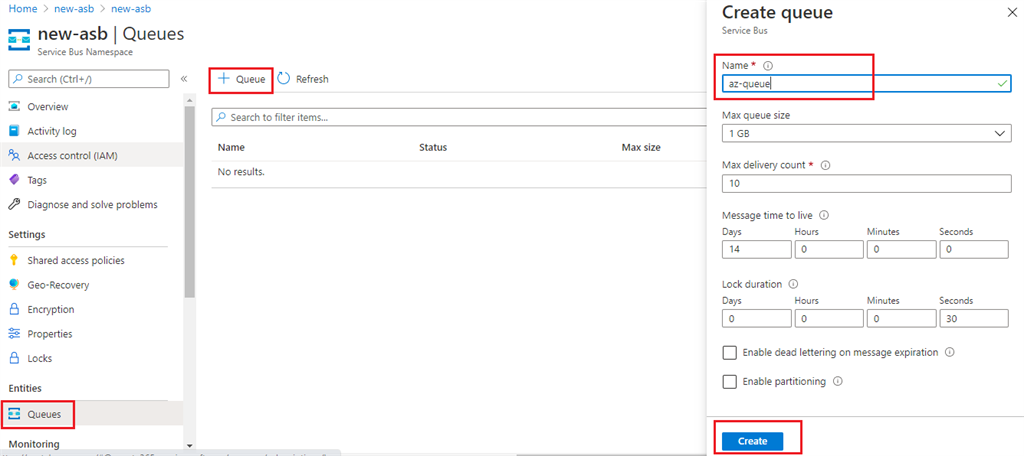 Home > new-asb > new-asb
new-asb | Queues
Service Bus Namespace
Search (Ctrl+/)
«
Overview
Activity log
Access control (IAM)
Tags
Diagnose and solve problems
Settings
Shared access policies
Geo-Recovery
Encryption
Properties
Locks
Entities
Queues
Monitoring
+ Queue
Refresh
Search to filter items...
Name Status Max size
No results.
Create queue
Service Bus
Name *
az-queue
Max queue size
1 GB
Max delivery count *
10
Message time to live
Days Hours Minutes Seconds
14 0 0 0
Lock duration
Days Hours Minutes Seconds
0 0 0 30
Enable dead lettering on message expiration
Enable partitioning
Create